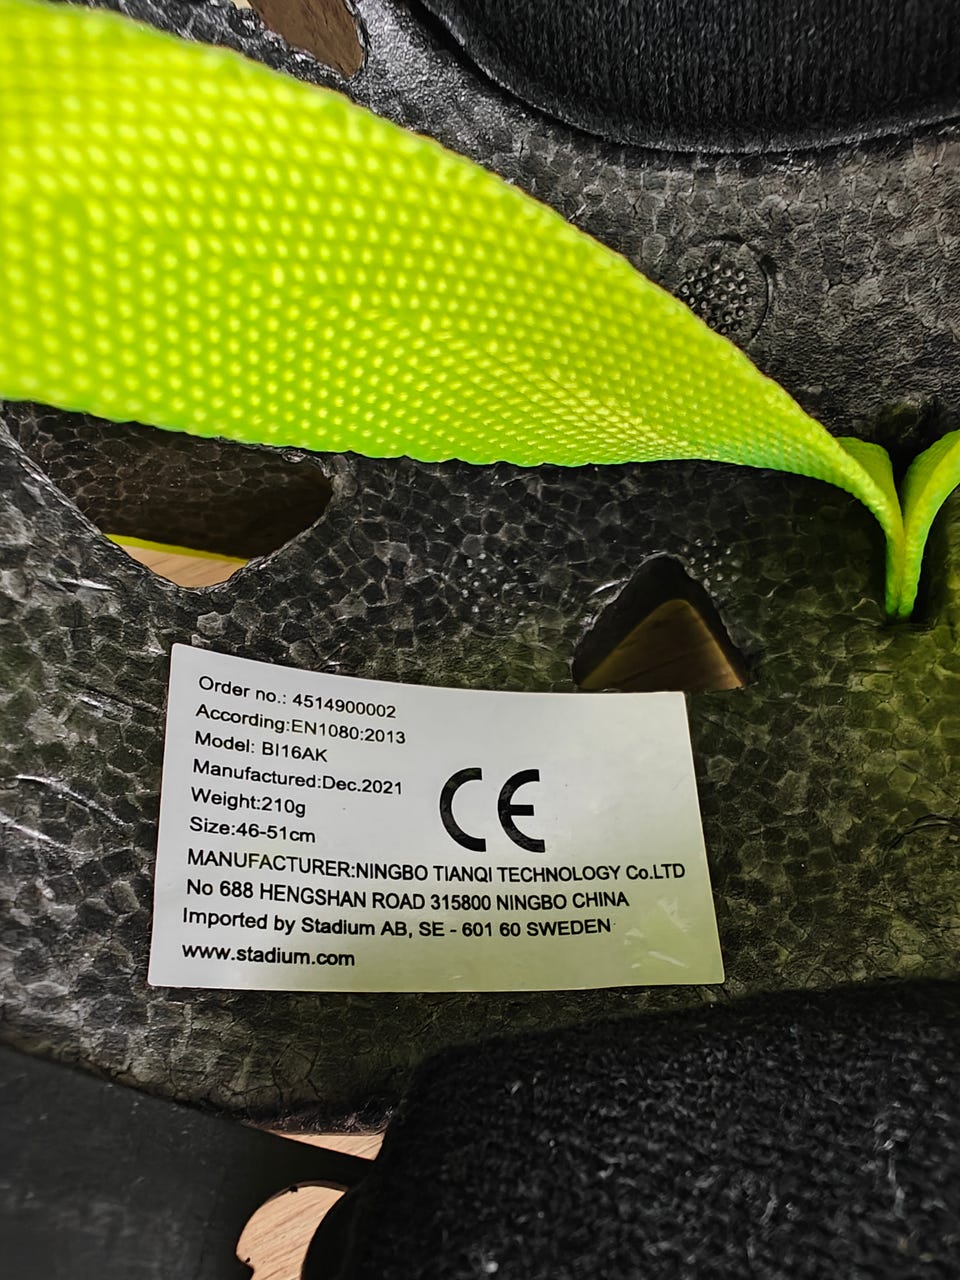 Order no.: 4514900002
According:EN1080:2013
Model: BI16AK
Manufactured:Dec.2021
Weight:210g
Size:46-51cm
CE
MANUFACTURER:NINGBO TIANQI TECHNOLOGY Co.LTD
No 688 HENGSHAN ROAD 315800 NINGBO CHINA
Imported by Stadium AB, SE - 601 60 SWEDEN
www.stadium.com